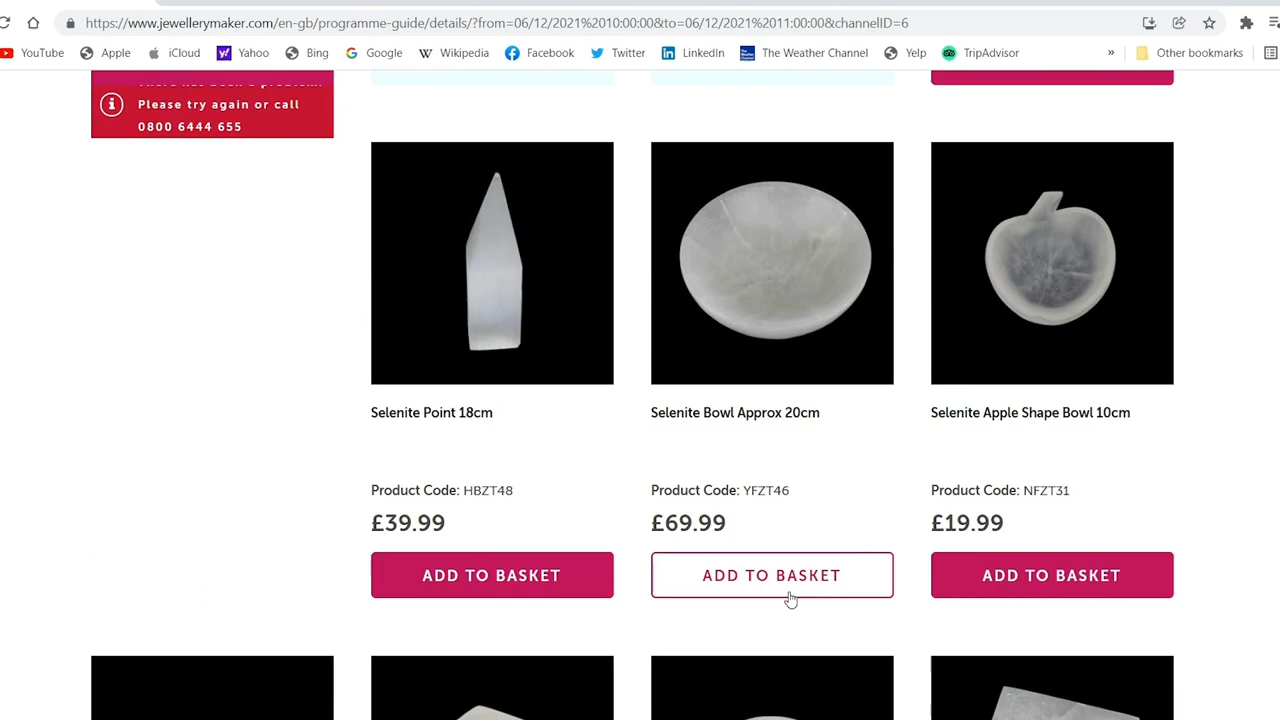 https://www.jewellerymaker.com/en-gb/programme-guide/details/?from=06/12/2021%2010:00:00&to=06/12/2021%2011:00:00&channelID=6
YouTube Apple iCloud Yahoo Bing Google Wikipedia Facebook Twitter LinkedIn The Weather Channel Yelp TripAdvisor » Other bookmarks
Please try again or call
0800 6444 655
Selenite Point 18cm
Product Code: HBZT48
£39.99
ADD TO BASKET
Selenite Bowl Approx 20cm
Product Code: YFZT46
£69.99
ADD TO BASKET
Selenite Apple Shape Bowl 10cm
Product Code: NFZT31
£19.99
ADD TO BASKET